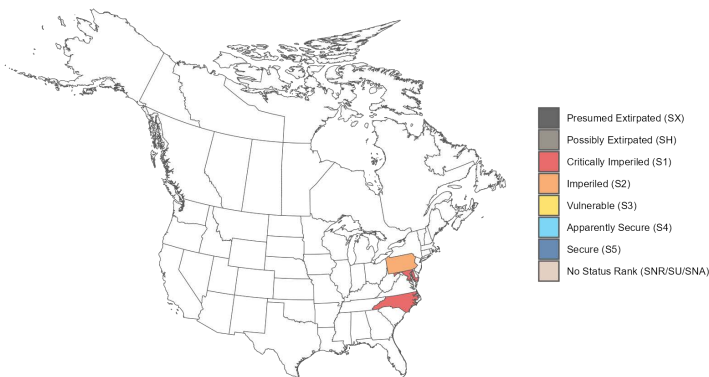 Presumed Extirpated (SX)
Possibly Extirpated (SH)
Critically Imperiled (S1)
Imperiled (S2)
Vulnerable (S3)
Apparently Secure (S4)
Secure (S5)
No Status Rank (SNR/SU/SNA)